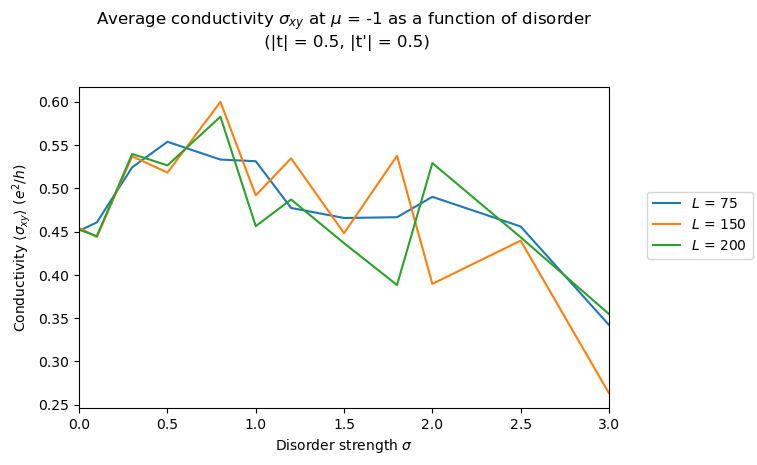 Average conductivity σxy at μ = -1 as a function of disorder
(|t| = 0.5, |t'| = 0.5)
0.60
0.55
0.50
0.45
0.40
0.35
0.30
0.25
Conductivity ⟨σxy⟩ (e²/h)
0.0 0.5 1.0 1.5 2.0 2.5 3.0
Disorder strength σ
L = 75
L = 150
L = 200